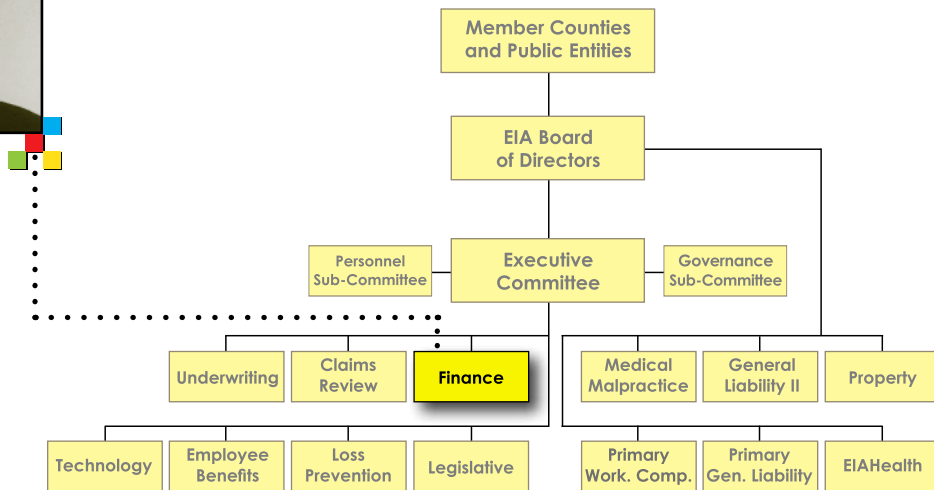 Member Counties
and Public Entities
EIA Board
of Directors
Personnel
Sub-Committee
Executive
Committee
Governance
Sub-Committee
Underwriting
Claims
Review
Finance
Medical
Malpractice
General
Liability II
Property
Technology
Employee
Benefits
Loss
Prevention
Legislative
Primary
Work. Comp.
Primary
Gen. Liability
EIAHealth